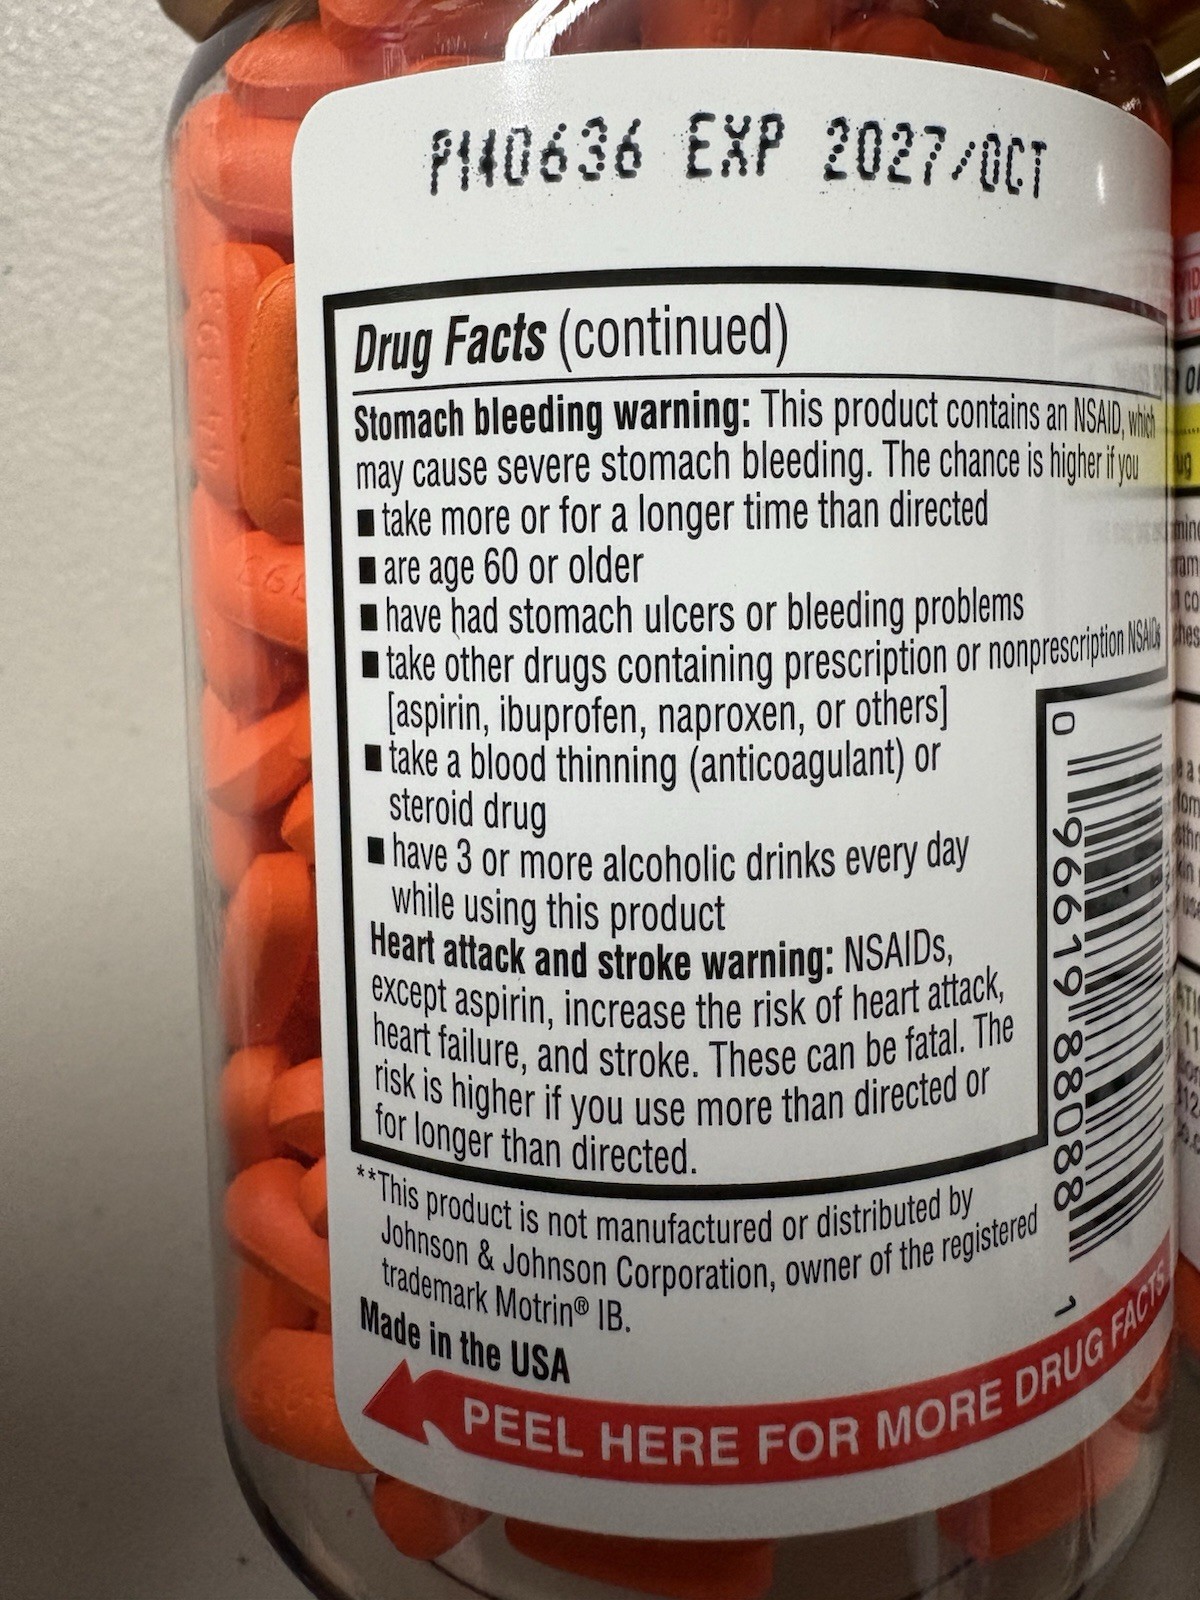 P140636 EXP 2027/OCT
Drug Facts (continued)
Stomach bleeding warning: This product contains an NSAID, which
may cause severe stomach bleeding. The chance is higher if you
■ take more or for a longer time than directed
■ are age 60 or older
■ have had stomach ulcers or bleeding problems
■ take other drugs containing prescription or nonprescription NSAIDs
[aspirin, ibuprofen, naproxen, or others]
■ take a blood thinning (anticoagulant) or
steroid drug
■ have 3 or more alcoholic drinks every day
while using this product
Heart attack and stroke warning: NSAIDs,
except aspirin, increase the risk of heart attack,
heart failure, and stroke. These can be fatal. The
risk is higher if you use more than directed or
for longer than directed.
0 96619 88088 1
**This product is not manufactured or distributed by
Johnson & Johnson Corporation, owner of the registered
trademark Motrin® IB.
Made in the USA
PEEL HERE FOR MORE DRUG FACTS